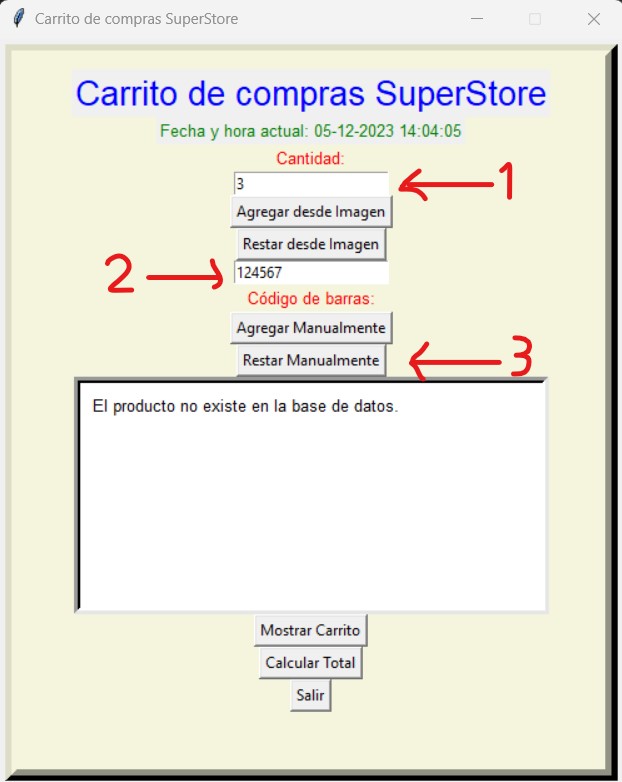 Carrito de compras SuperStore
Carrito de compras SuperStore
Fecha y hora actual: 05-12-2023 14:04:05
Cantidad:
3
1
Agregar desde Imagen
Restar desde Imagen
2
124567
Código de barras:
Agregar Manualmente
Restar Manualmente
3
El producto no existe en la base de datos.
Mostrar Carrito
Calcular Total
Salir